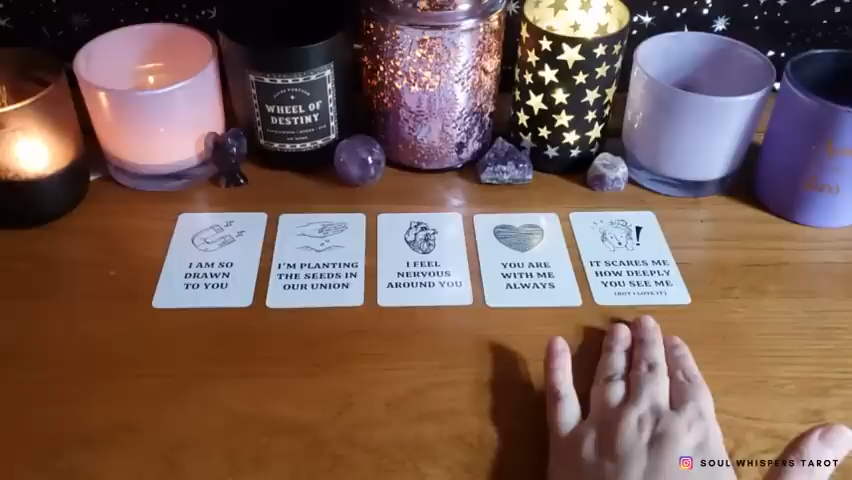 WHEEL OF
DESTINY
I AM SO
DRAWN
TO YOU
I'M PLANTING
THE SEEDS IN
OUR UNION
I FEEL
NERVOUS
AROUND YOU
YOU ARE
WITH ME
ALWAYS
IT SCARES ME
HOW DEEPLY
YOU SEE ME
(BUT I LOVE IT)
SOUL WHISPERS TAROT